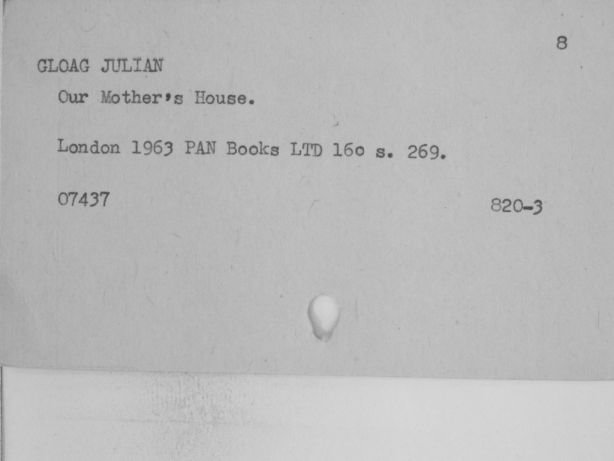 8
GLOAG JULIAN
Our Mother's House.
London 1963 PAN Books LTD 16o s. 269.
07437
820-3